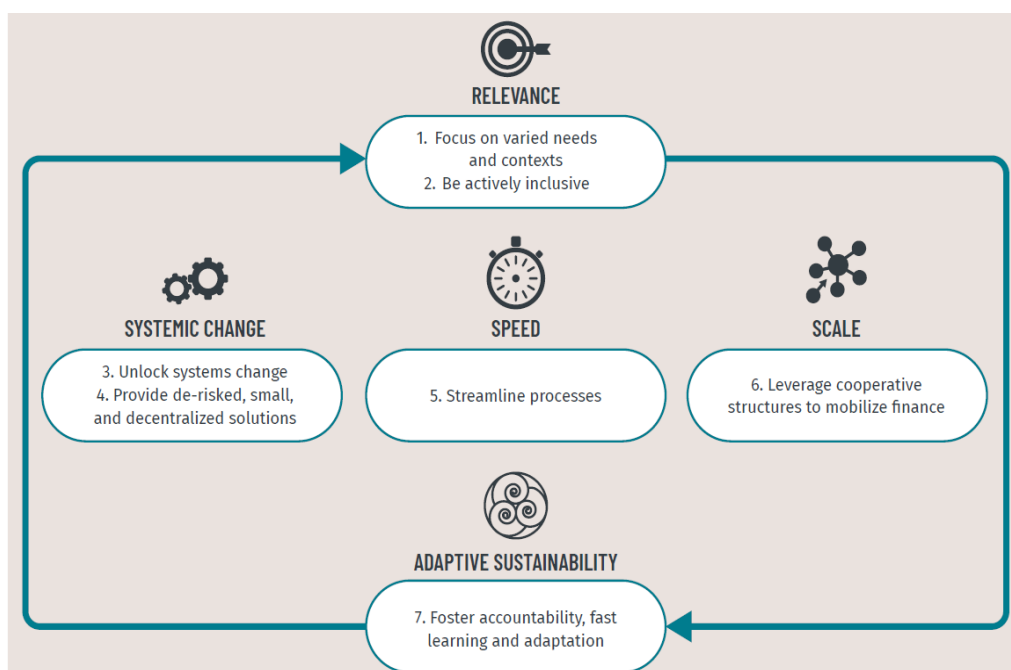 RELEVANCE
1. Focus on varied needs
and contexts
2. Be actively inclusive
SYSTEMIC CHANGE
3. Unlock systems change
4. Provide de-risked, small,
and decentralized solutions
SPEED
5. Streamline processes
SCALE
6. Leverage cooperative
structures to mobilize finance
ADAPTIVE SUSTAINABILITY
7. Foster accountability, fast
learning and adaptation